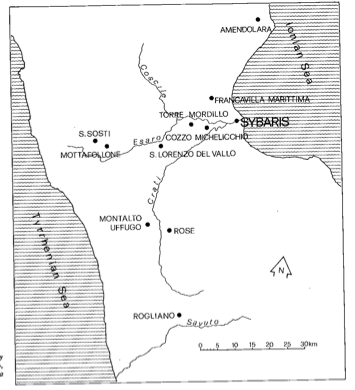 AMENDOLARA
Ionian Sea
Coscile
FRANCAVILLA MARITTIMA
TORRE MORDILLO
SYBARIS
S. SOSTI
Esaro
COZZO MICHELICCHIO
MOTTAFOLLONE
S. LORENZO DEL VALLO
Crati
MONTALTO
UFFUGO
ROSE
Tyrrhenian Sea
N
ROGLIANO
Savuto
0 5 10 15 20 25 30km